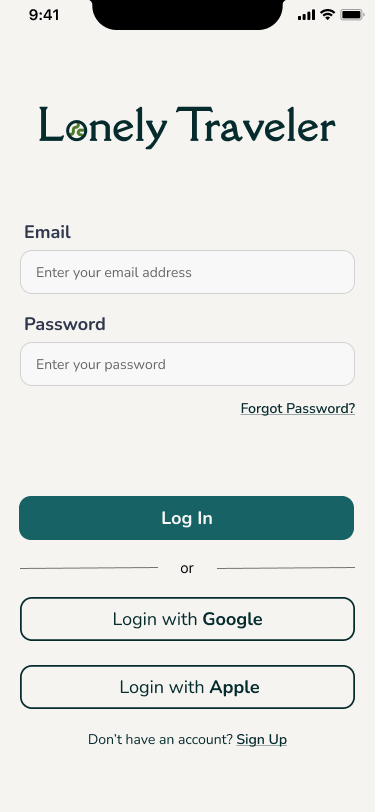 9:41
Lonely Traveler
Email
Enter your email address
Password
Enter your password
Forgot Password?
Log In
or
Login with Google
Login with Apple
Don't have an account? Sign Up